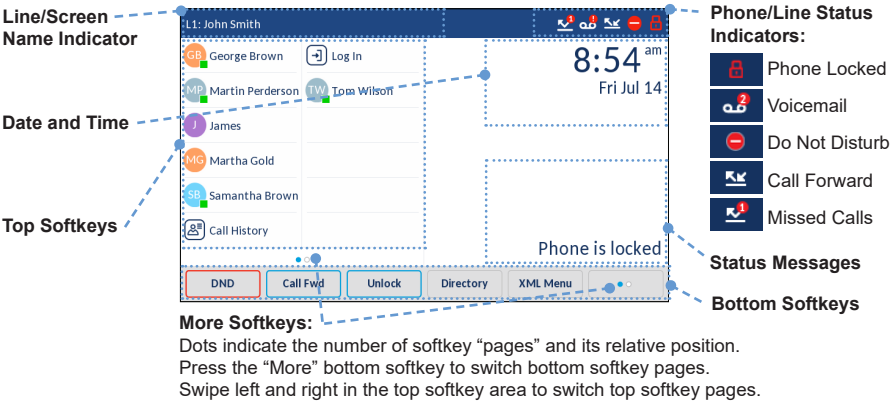 Line/Screen
Name Indicator
Date and Time
Top Softkeys
L1: John Smith
GB George Brown
Log In
MP Martin Perderson
TW Tom Wilson
J James
MG Martha Gold
SB Samantha Brown
Call History
1
!
8:54 am
Fri Jul 14
Phone is locked
DND
Call Fwd
Unlock
Directory
XML Menu
Phone/Line Status
Indicators:
Phone Locked
2
Voicemail
Do Not Disturb
Call Forward
Missed Calls
Status Messages
Bottom Softkeys
More Softkeys:
Dots indicate the number of softkey “pages” and its relative position.
Press the “More” bottom softkey to switch bottom softkey pages.
Swipe left and right in the top softkey area to switch top softkey pages.